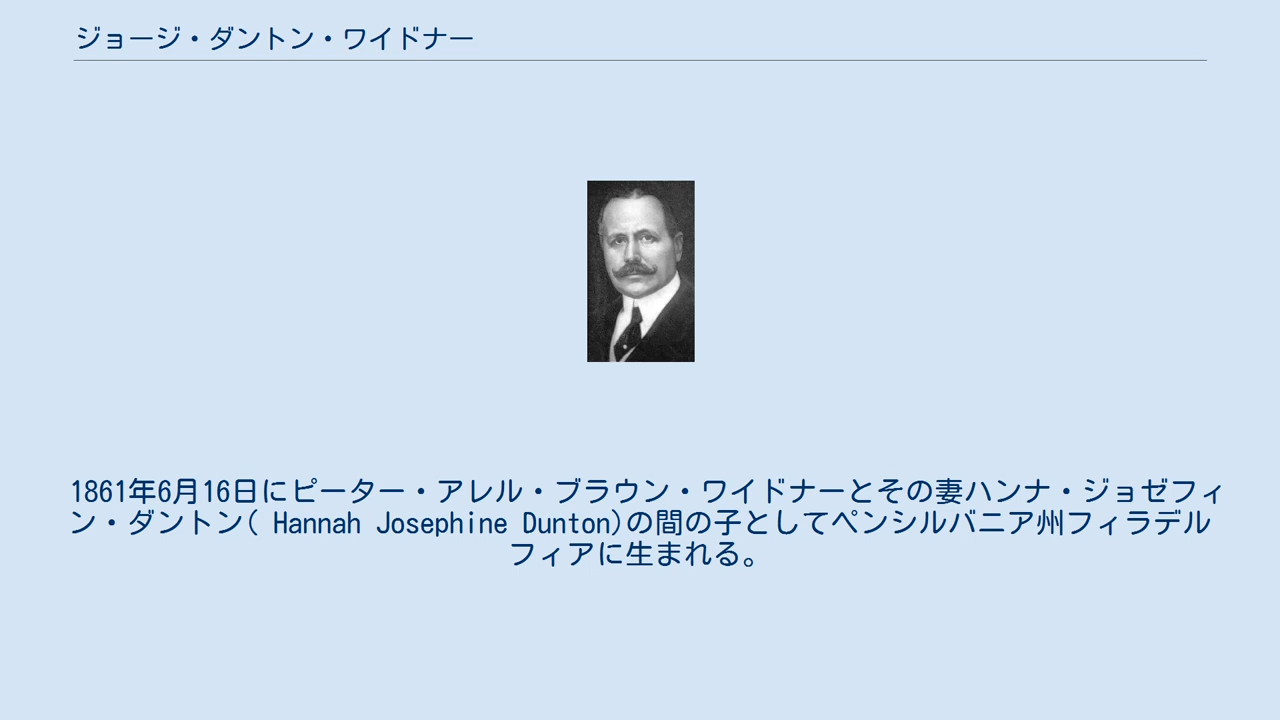 ジョージ・ダントン・ワイドナー
1861年6月16日にピーター・アレル・ブラウン・ワイドナーとその妻ハンナ・ジョゼフィ
ン・ダントン( Hannah Josephine Dunton)の間の子としてペンシルバニア州フィラデル
フィアに生まれる。